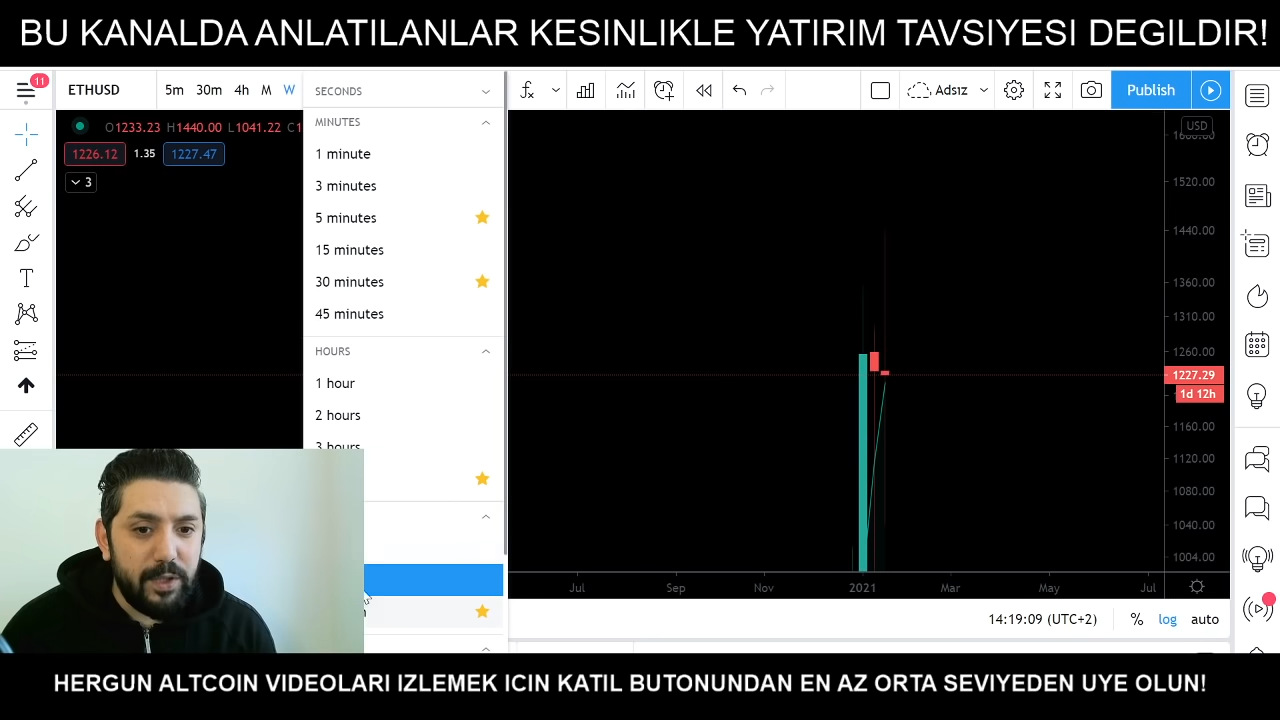 BU KANALDA ANLATILANLAR KESINLIKLE YATIRIM TAVSIYESI DEGILDIR!
11
ETHUSD 5m 30m 4h M W
SECONDS
Adsız Publish
O1233.23 H1440.00 L1041.22 C1
1226.12 1.35 1227.47
3
MINUTES
1 minute
3 minutes
5 minutes
15 minutes
30 minutes
45 minutes
HOURS
1 hour
2 hours
3 hours
USD
1520.00
1440.00
1360.00
1310.00
1260.00
1227.29
1d 12h
1160.00
1120.00
1080.00
1040.00
1004.00
Jul Sep Nov 2021 Mar May Jul
14:19:09 (UTC+2) % log auto
HERGUN ALTCOIN VIDEOLARI IZLEMEK ICIN KATIL BUTONUNDAN EN AZ ORTA SEVIYEDEN UYE OLUN!